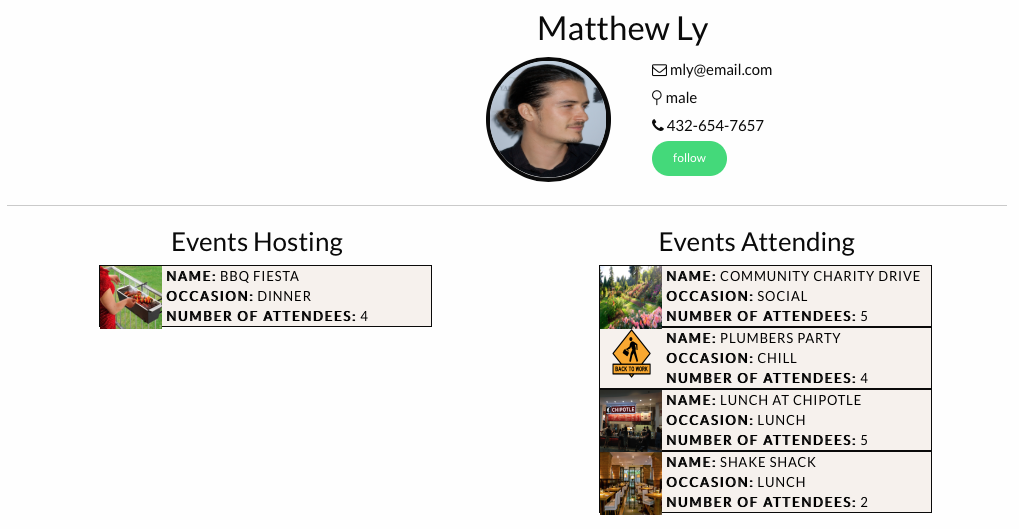 Matthew Ly
mly@email.com
male
432-654-7657
follow
Events Hosting
NAME: BBQ FIESTA
OCCASION: DINNER
NUMBER OF ATTENDEES: 4
Events Attending
NAME: COMMUNITY CHARITY DRIVE
OCCASION: SOCIAL
NUMBER OF ATTENDEES: 5
BACK TO WORK
NAME: PLUMBERS PARTY
OCCASION: CHILL
NUMBER OF ATTENDEES: 4
CHIPOTLE
NAME: LUNCH AT CHIPOTLE
OCCASION: LUNCH
NUMBER OF ATTENDEES: 5
NAME: SHAKE SHACK
OCCASION: LUNCH
NUMBER OF ATTENDEES: 2